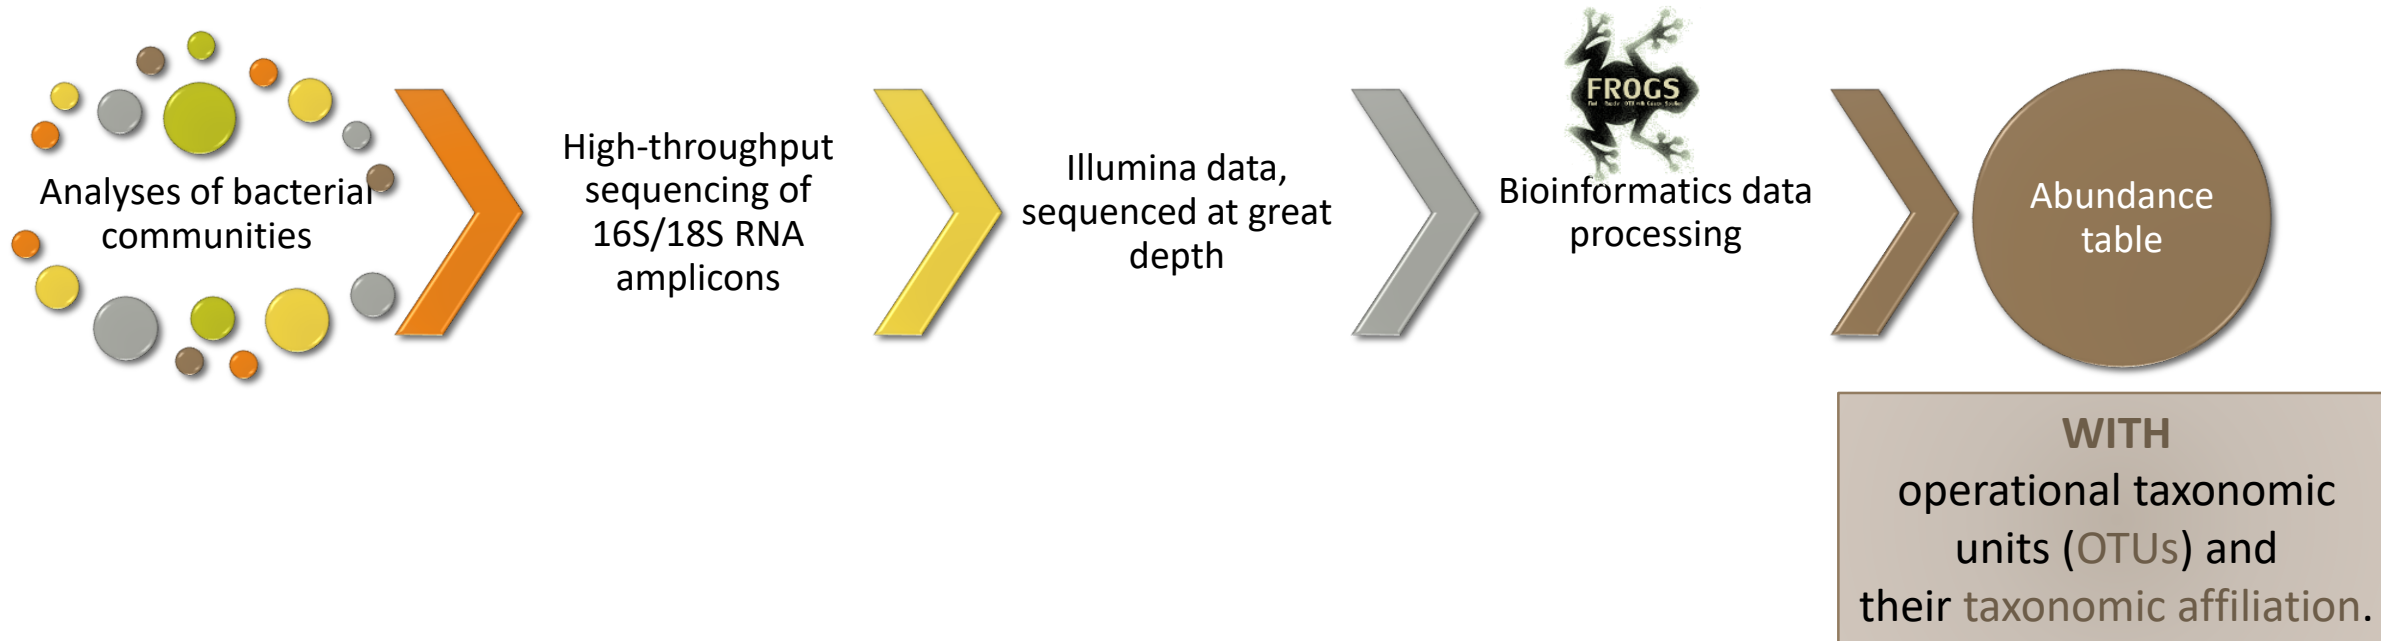 Analyses of bacterial
communities
High-throughput
sequencing of
16S/18S RNA
amplicons
Illumina data,
sequenced at great
depth
FROGS
Bioinformatics data
processing
Abundance
table
WITH
operational taxonomic
units (OTUs) and
their taxonomic affiliation.